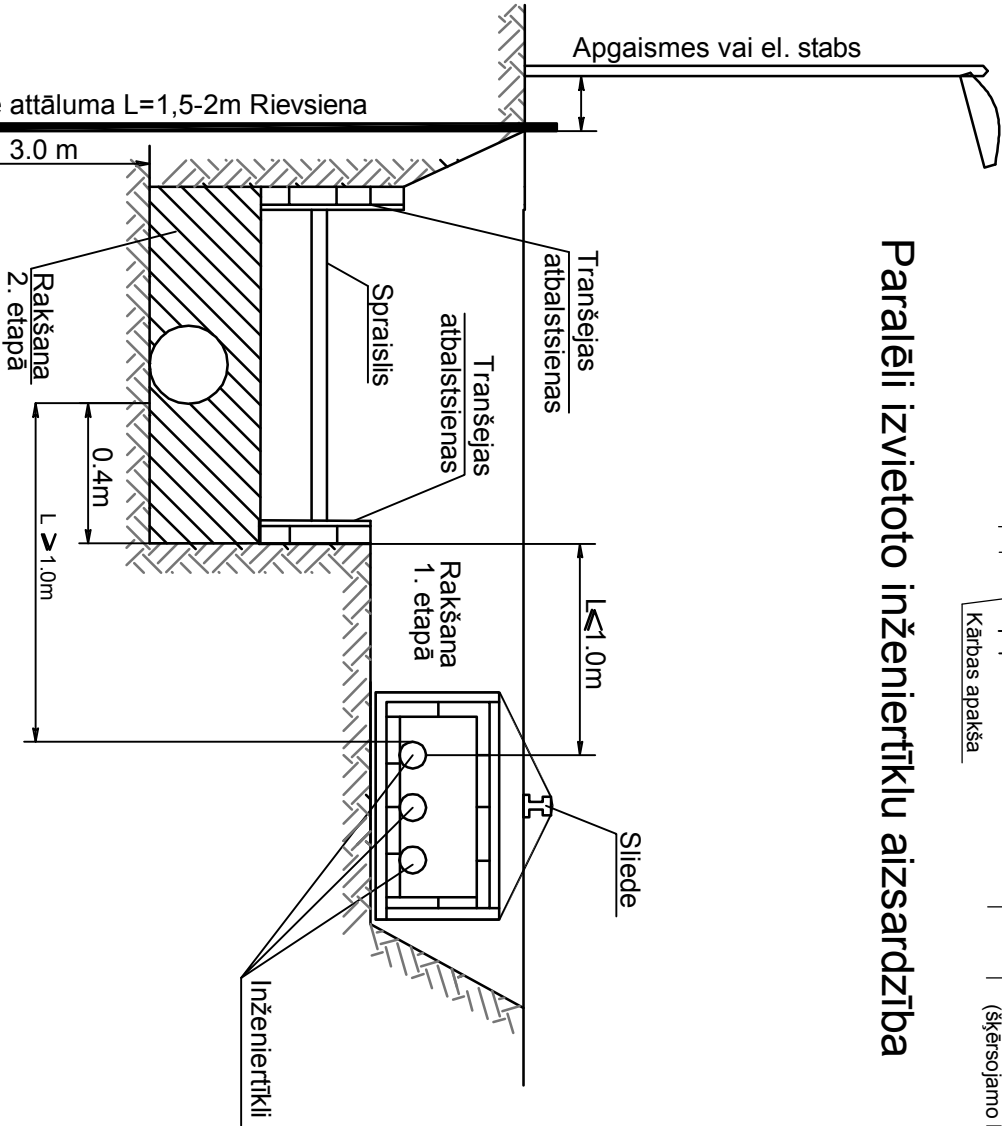 Apgaismes vai el. stabs
attāluma L=1,5-2m Rievsiena
3.0 m
Paralēli izvietoto inženiertīklu aizsardzība
Kārbas apakša
(šķērsojamo
Tranšejas
atbalstsienas
Tranšejas
atbalstsienas
Spraislis
Rakšana
2. etapā
0.4m
L ⩾ 1.0m
Rakšana
1. etapā
L⩽1.0m
Sliede
Inženiertīkli